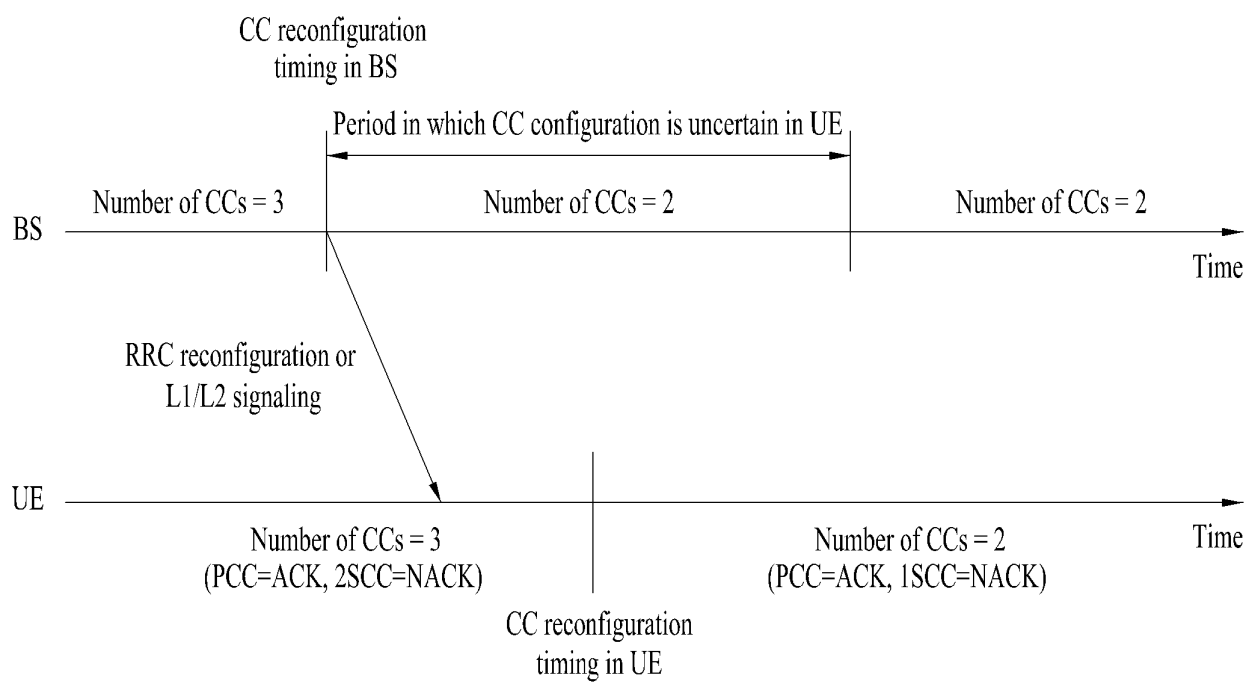 CC reconfiguration
timing in BS
Period in which CC configuration is uncertain in UE
Number of CCs = 3
Number of CCs = 2
Number of CCs = 2
BS
Time
RRC reconfiguration or
L1/L2 signaling
UE
Number of CCs = 3
(PCC=ACK, 2SCC=NACK)
Number of CCs = 2
(PCC=ACK, 1SCC=NACK)
Time
CC reconfiguration
timing in UE